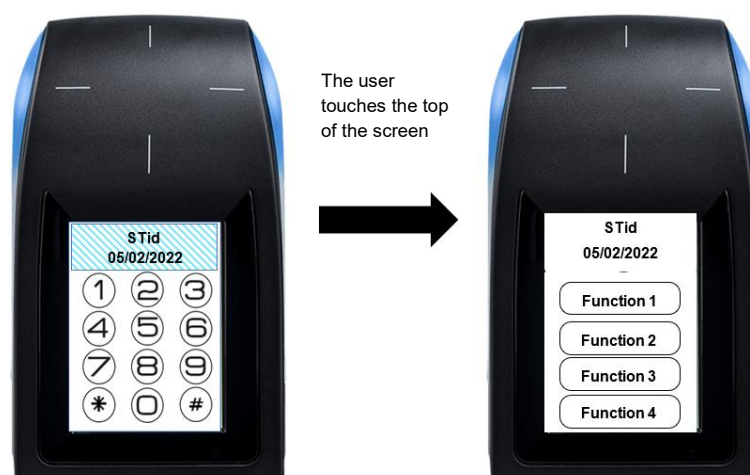 STid
05/02/2022
1 2 3
4 5 6
7 8 9
* 0 #
The user
touches the top
of the screen
STid
05/02/2022
Function 1
Function 2
Function 3
Function 4